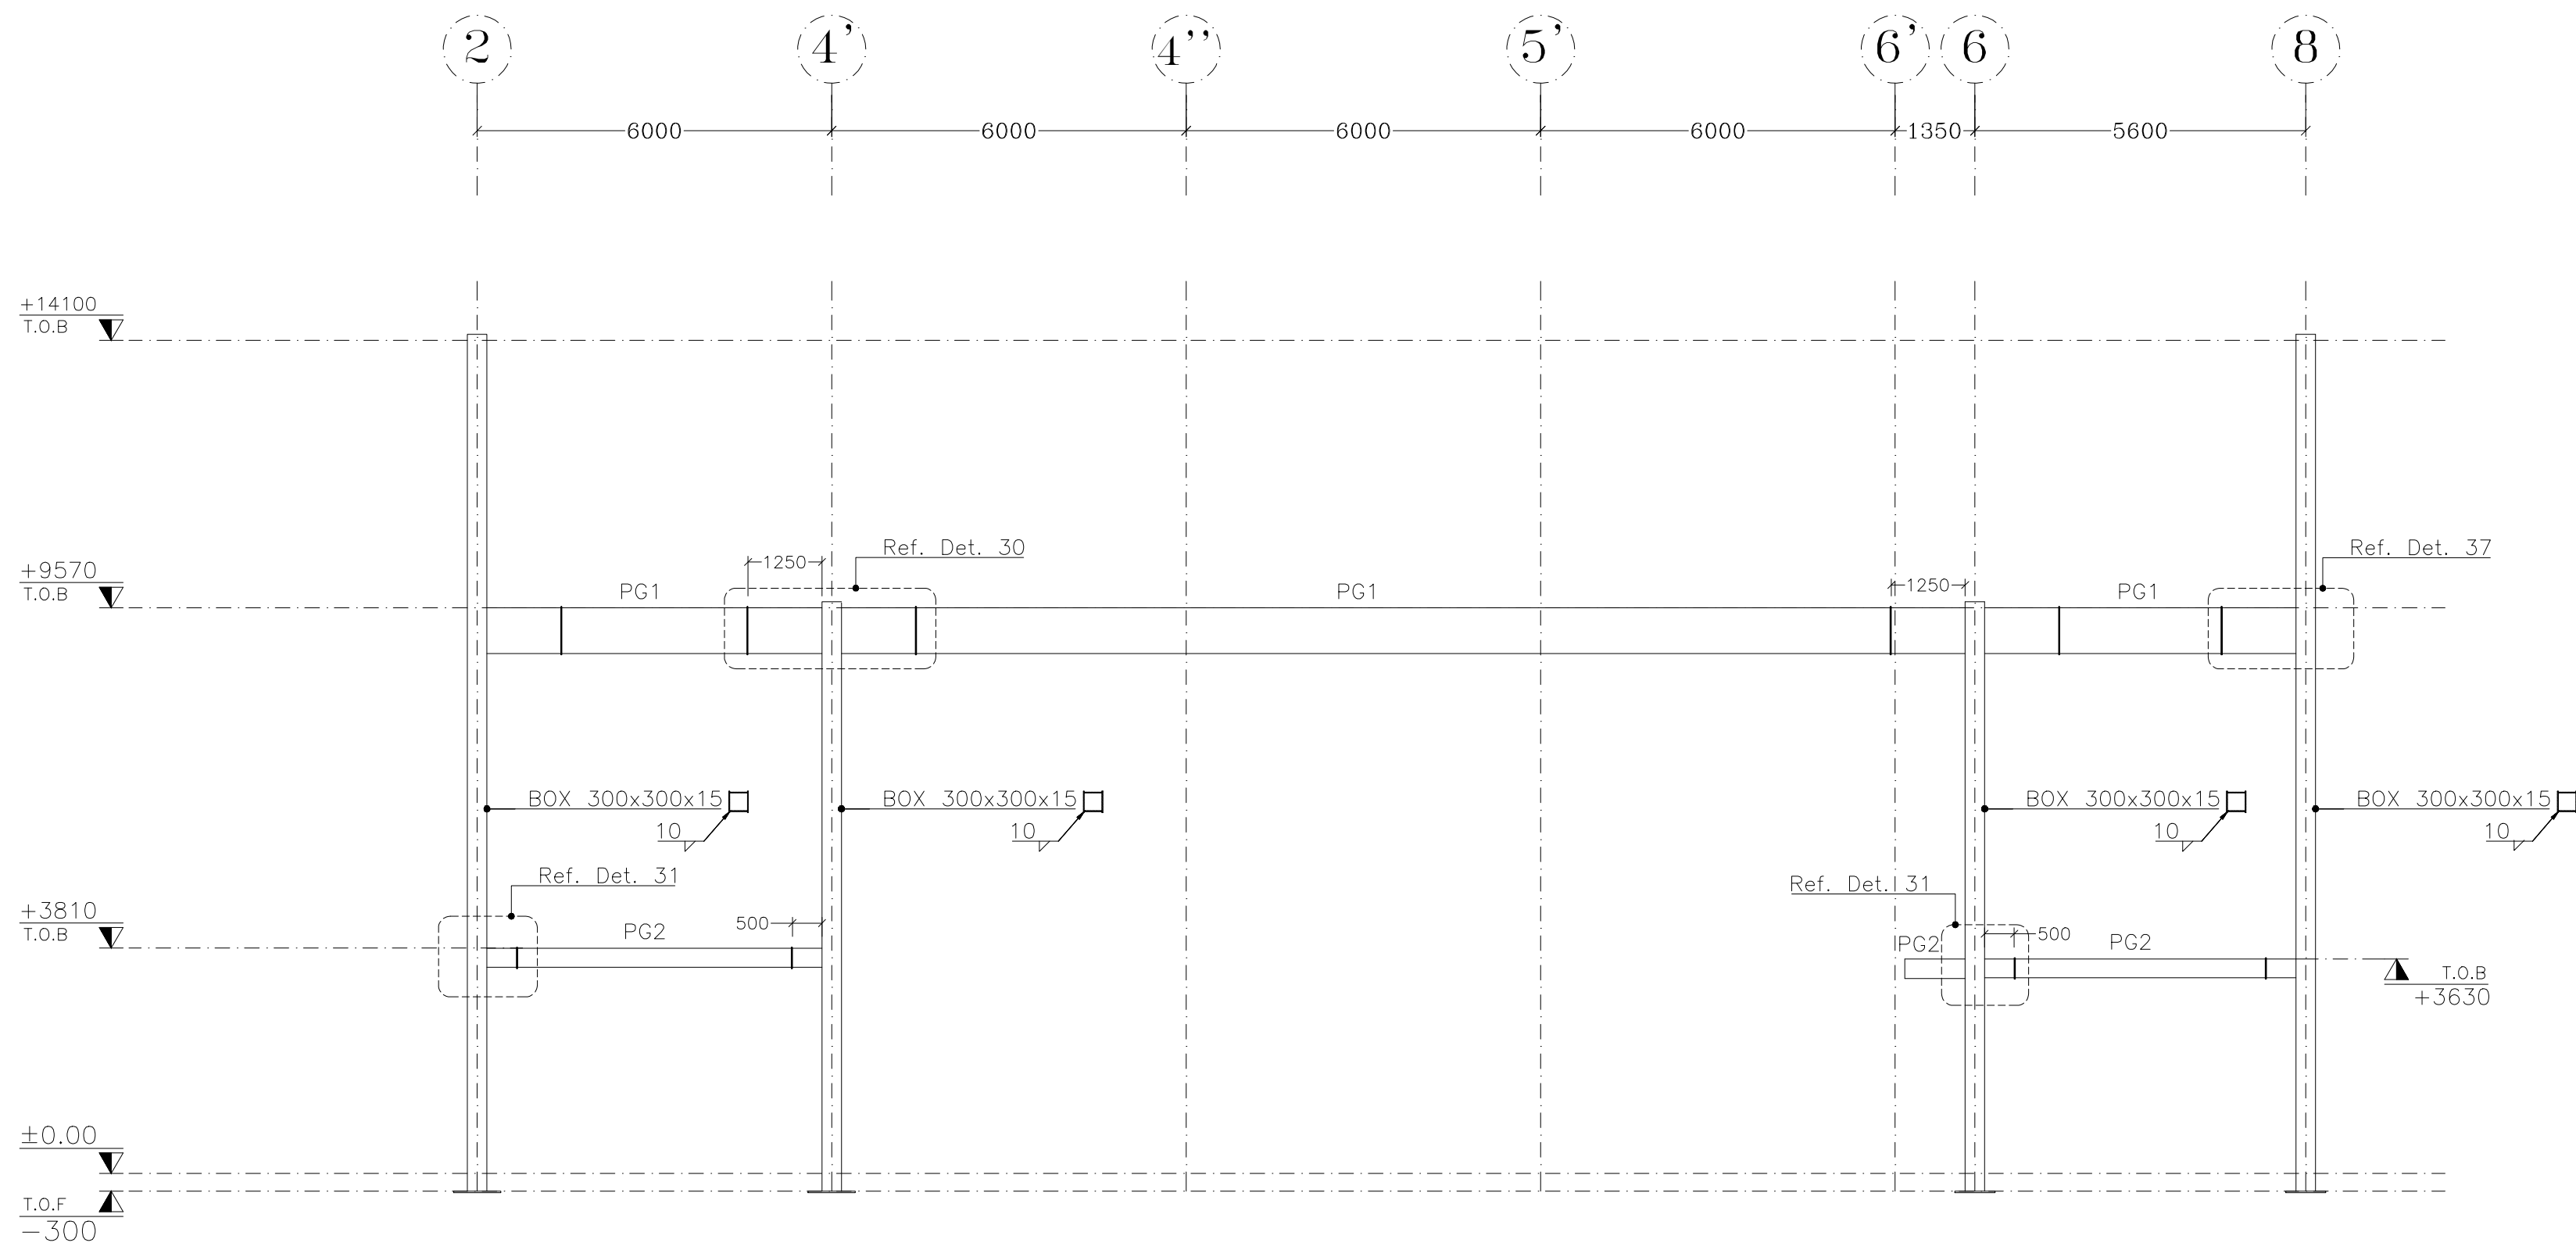 2 4' 4'' 5' 6' 6 8
6000 6000 6000 6000 1350 5600
+14100
T.O.B
Ref. Det. 30
Ref. Det. 37
+9570
T.O.B
1250
PG1
PG1
1250
PG1
BOX 300x300x15
10
BOX 300x300x15
10
BOX 300x300x15
10
BOX 300x300x15
10
Ref. Det. 31
Ref. Det. 31
+3810
T.O.B
PG2
500
PG2
500
PG2
T.O.B
+3630
±0.00
T.O.F
−300